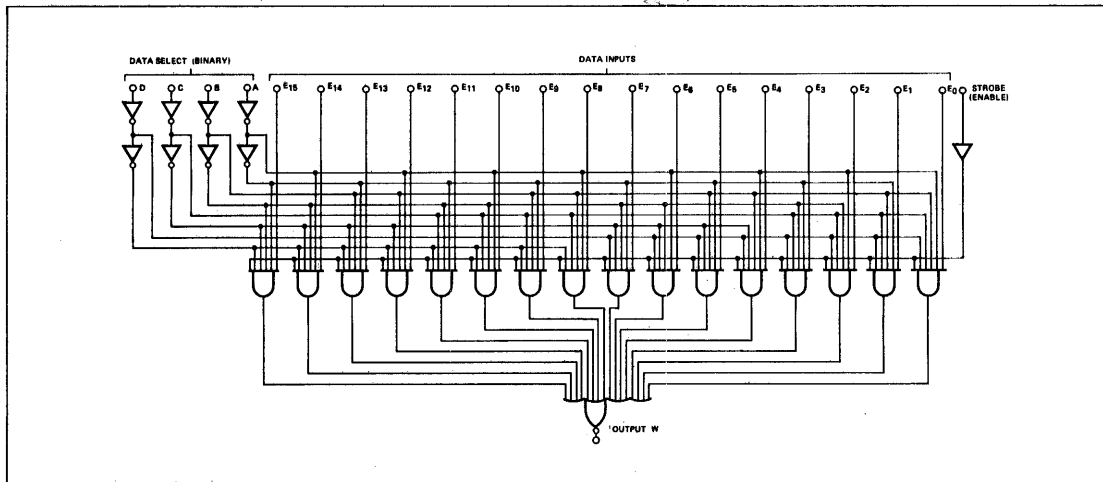 DATA SELECT (BINARY)
DATA INPUTS
D C B A E15 E14 E13 E12 E11 E10 E9 E8 E7 E6 E5 E4 E3 E2 E1 E0 STROBE
(ENABLE)
OUTPUT W